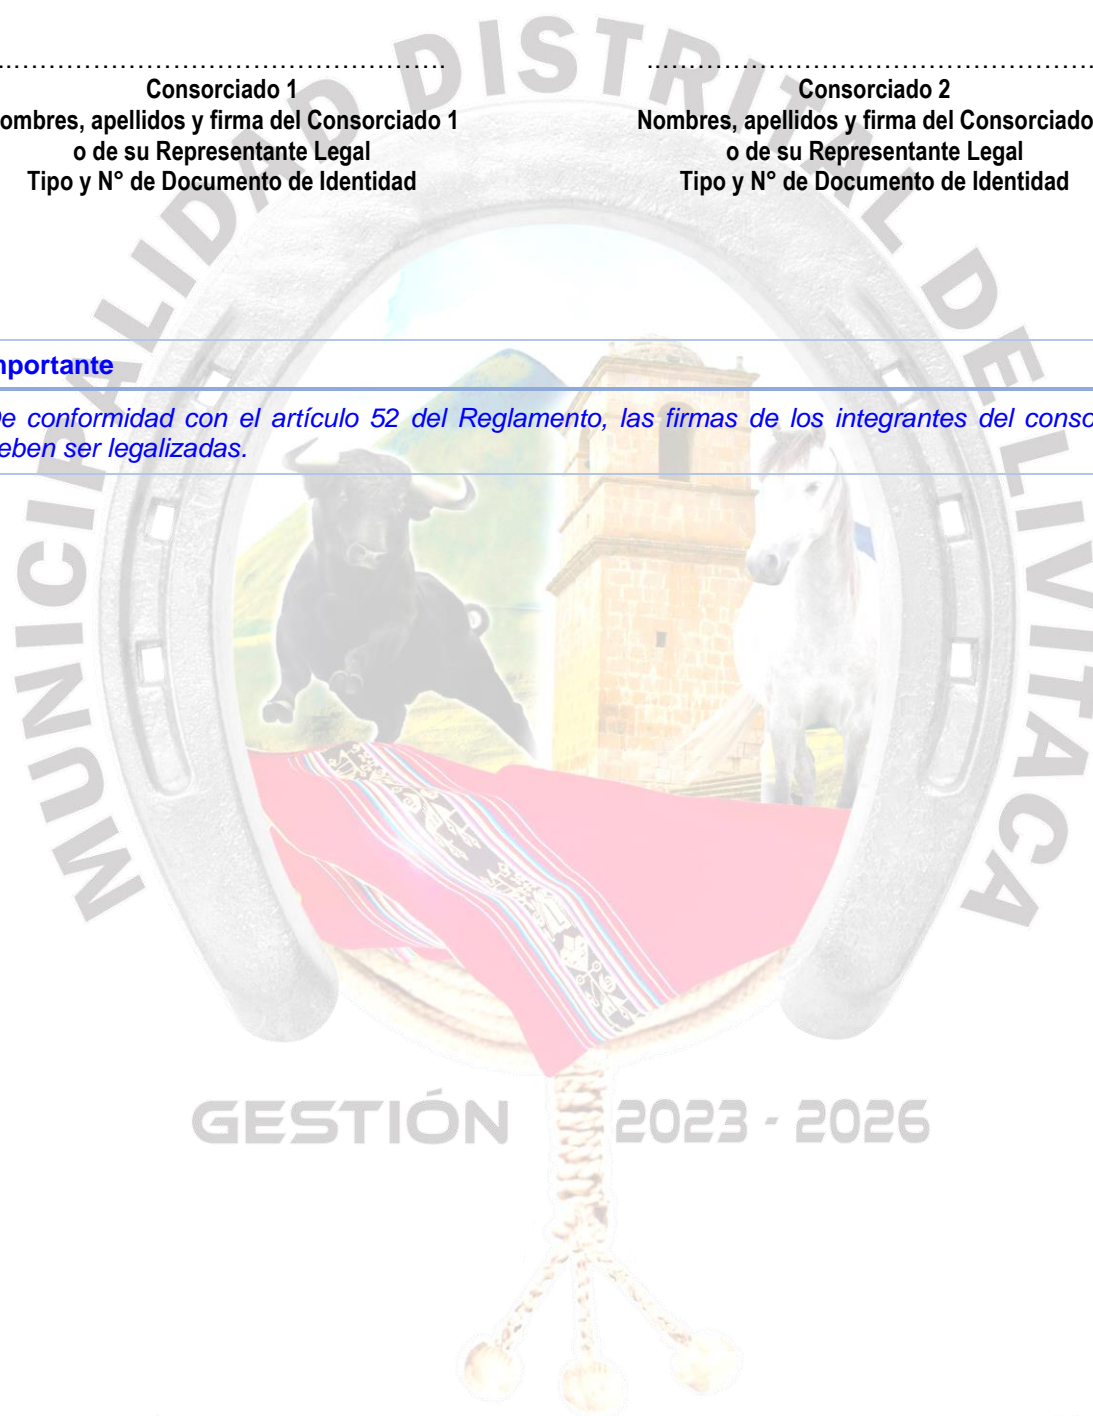 Consorciado 1
ombres, apellidos y firma del Consorciado 1
o de su Representante Legal
Tipo y N° de Documento de Identidad
Consorciado 2
Nombres, apellidos y firma del Consorciado
o de su Representante Legal
Tipo y N° de Documento de Identidad
mportante
De conformidad con el artículo 52 del Reglamento, las firmas de los integrantes del conso
eben ser legalizadas.
MUNICIPALIDAD DISTRITAL DE LIVITACA
GESTIÓN 2023 - 2026